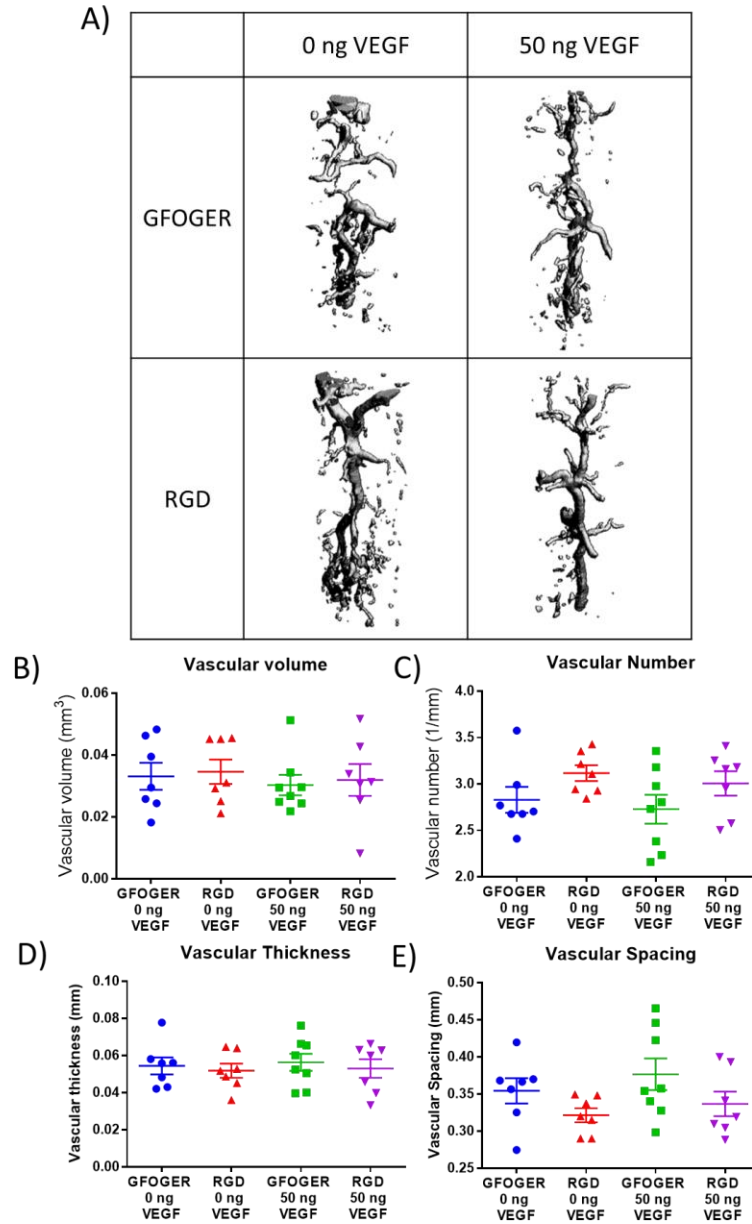 A)
0 ng VEGF 50 ng VEGF
GFOGER
RGD
B) Vascular volume
Vascular volume (mm³)
0.06
0.04
0.02
0.00
GFOGER RGD GFOGER RGD
0 ng 0 ng 50 ng 50 ng
VEGF VEGF VEGF VEGF
C) Vascular Number
Vascular number (1/mm)
4.0
3.5
3.0
2.5
2.0
GFOGER RGD GFOGER RGD
0 ng 0 ng 50 ng 50 ng
VEGF VEGF VEGF VEGF
D) Vascular Thickness
Vascular thickness (mm)
0.10
0.08
0.06
0.04
0.02
0.00
GFOGER RGD GFOGER RGD
0 ng 0 ng 50 ng 50 ng
VEGF VEGF VEGF VEGF
E) Vascular Spacing
Vascular Spacing (mm)
0.50
0.45
0.40
0.35
0.30
0.25
GFOGER RGD GFOGER RGD
0 ng 0 ng 50 ng 50 ng
VEGF VEGF VEGF VEGF